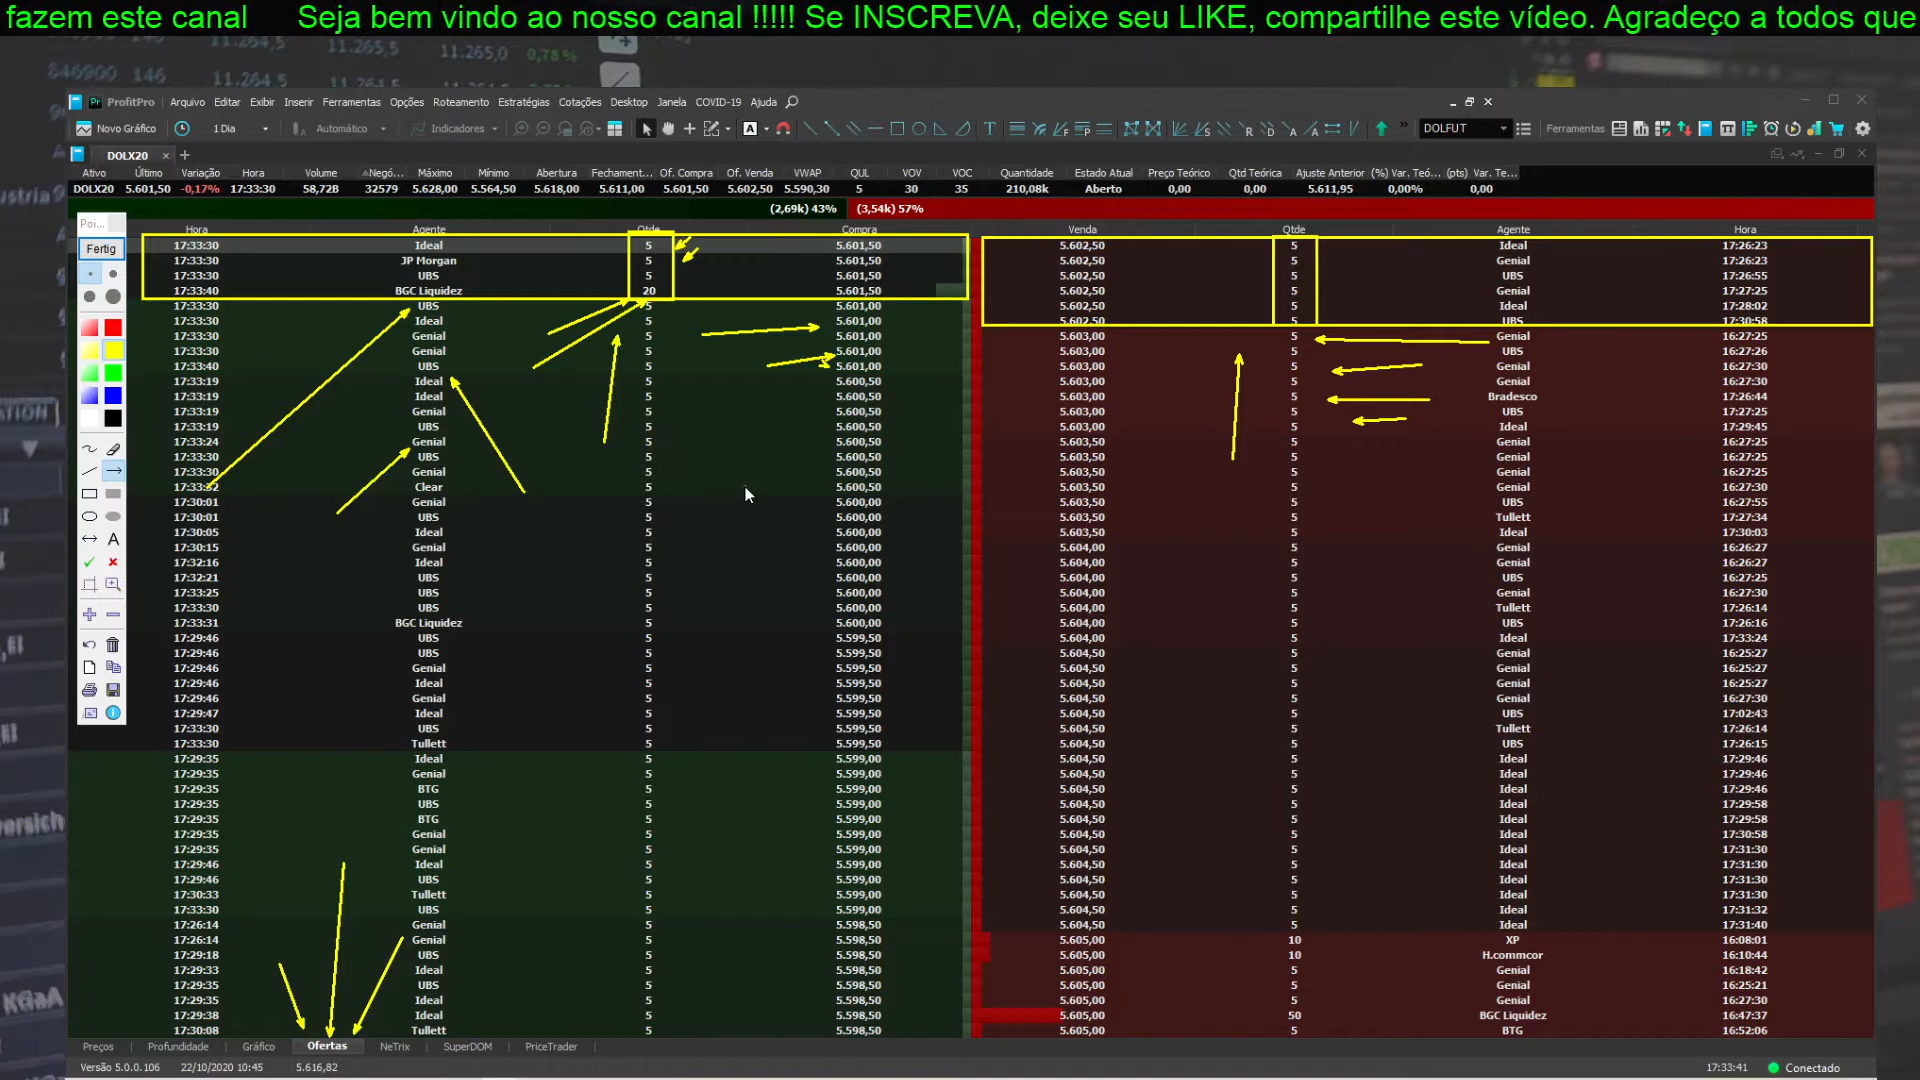 fazem este canal Seja bem vindo ao nosso canal !!!!! Se INSCREVA, deixe seu LIKE, compartilhe este vídeo. Agradeço a todos que
ProfitPro Arquivo Editar Exibir Inserir Ferramentas Opções Roteamento Estratégias Cotações Desktop Janela COVID-19 Ajuda
Novo Gráfico 1 Dia Automático Indicadores DOLFUT Ferramentas
DOLX20
Ativo Último Variação Hora Volume Negó... Máximo Mínimo Abertura Fechament... Of. Compra Of. Venda VWAP QUL VOV VOC Quantidade Estado Atual Preço Teórico Qtd Teórica Ajuste Anterior (%) Var. Teó... (pts) Var. Te...
DOLX20 5.601,50 -0,17% 17:33:30 58,72B 32579 5.628,00 5.564,50 5.618,00 5.611,00 5.601,50 5.602,50 5.590,30 5 30 35 210,08k Aberto 0,00 0,00 5.611,95 0,00% 0,00
(2,69k) 43% (3,54k) 57%
Hora Agente Qtde Compra Venda Qtde Agente Hora
17:33:30 Ideal 5 5.601,50 5.602,50 5 Ideal 17:26:23
17:33:30 JP Morgan 5 5.601,50 5.602,50 5 Genial 17:26:23
17:33:30 UBS 5 5.601,50 5.602,50 5 UBS 17:26:55
17:33:40 BGC Liquidez 20 5.601,50 5.602,50 5 Genial 17:27:25
17:33:30 UBS 5 5.601,00 5.602,50 5 Ideal 17:28:02
17:33:30 Ideal 5 5.601,00 5.602,50 5 UBS 17:30:58
17:33:30 Genial 5 5.601,00 5.603,00 5 Genial 16:27:25
17:33:30 Genial 5 5.601,00 5.603,00 5 UBS 16:27:26
17:33:40 UBS 5 5.601,00 5.603,00 5 Genial 16:27:30
17:33:19 Ideal 5 5.600,50 5.603,00 5 Genial 16:27:30
17:33:19 Ideal 5 5.600,50 5.603,00 5 Bradesco 17:26:44
17:33:19 Genial 5 5.600,50 5.603,00 5 UBS 17:27:25
17:33:19 UBS 5 5.600,50 5.603,00 5 Ideal 17:29:45
17:33:24 Genial 5 5.600,50 5.603,50 5 Genial 16:27:25
17:33:30 UBS 5 5.600,50 5.603,50 5 Genial 16:27:25
17:33:30 Genial 5 5.600,50 5.603,50 5 Genial 16:27:25
17:33:32 Clear 5 5.600,50 5.603,50 5 Genial 16:27:30
17:30:01 Genial 5 5.600,00 5.603,50 5 UBS 16:27:55
17:30:01 UBS 5 5.600,00 5.603,50 5 Tullett 17:27:34
17:30:05 Ideal 5 5.600,00 5.603,50 5 Ideal 17:30:03
17:30:15 Genial 5 5.600,00 5.604,00 5 Genial 16:26:27
17:32:16 Ideal 5 5.600,00 5.604,00 5 Genial 16:26:27
17:32:21 UBS 5 5.600,00 5.604,00 5 UBS 16:27:25
17:33:25 UBS 5 5.600,00 5.604,00 5 Genial 16:27:30
17:33:30 UBS 5 5.600,00 5.604,00 5 Tullett 17:26:14
17:33:31 BGC Liquidez 5 5.600,00 5.604,00 5 UBS 17:26:16
17:29:46 UBS 5 5.599,50 5.604,00 5 Ideal 17:33:24
17:29:46 UBS 5 5.599,50 5.604,50 5 Genial 16:25:27
17:29:46 Genial 5 5.599,50 5.604,50 5 Genial 16:25:27
17:29:46 Ideal 5 5.599,50 5.604,50 5 Genial 16:25:27
17:29:46 Genial 5 5.599,50 5.604,50 5 Genial 16:27:30
17:29:47 Ideal 5 5.599,50 5.604,50 5 UBS 17:02:43
17:33:30 UBS 5 5.599,50 5.604,50 5 Tullett 17:26:14
17:33:30 Tullett 5 5.599,50 5.604,50 5 UBS 17:26:15
17:29:35 Ideal 5 5.599,00 5.604,50 5 Ideal 17:29:46
17:29:35 Genial 5 5.599,00 5.604,50 5 Ideal 17:29:46
17:29:35 BTG 5 5.599,00 5.604,50 5 Ideal 17:29:46
17:29:35 UBS 5 5.599,00 5.604,50 5 Ideal 17:29:58
17:29:35 BTG 5 5.599,00 5.604,50 5 Ideal 17:29:58
17:29:35 Genial 5 5.599,00 5.604,50 5 Ideal 17:30:58
17:29:35 Genial 5 5.599,00 5.604,50 5 Ideal 17:31:30
17:29:46 Ideal 5 5.599,00 5.604,50 5 Ideal 17:31:30
17:29:46 UBS 5 5.599,00 5.604,50 5 Ideal 17:31:30
17:30:33 Tullett 5 5.599,00 5.604,50 5 Ideal 17:31:30
17:33:30 UBS 5 5.599,00 5.604,50 5 Ideal 17:31:32
17:26:14 Genial 5 5.598,50 5.604,50 5 Ideal 17:31:40
17:26:14 Genial 5 5.598,50 5.605,00 10 XP 16:08:01
17:29:18 UBS 5 5.598,50 5.605,00 10 H.commcor 16:10:44
17:29:33 Ideal 5 5.598,50 5.605,00 5 Genial 16:18:42
17:29:35 UBS 5 5.598,50 5.605,00 5 Genial 16:25:21
17:29:35 Ideal 5 5.598,50 5.605,00 5 Genial 16:27:30
17:29:38 Ideal 5 5.598,50 5.605,00 50 BGC Liquidez 16:47:37
17:30:08 Tullett 5 5.598,50 5.605,00 5 BTG 16:52:06
Poi...
Fertig
Preços Profundidade Gráfico Ofertas NeTrix SuperDOM PriceTrader
Versão 5.0.0.106 22/10/2020 10:45 5.616,82 17:33:41 Conectado